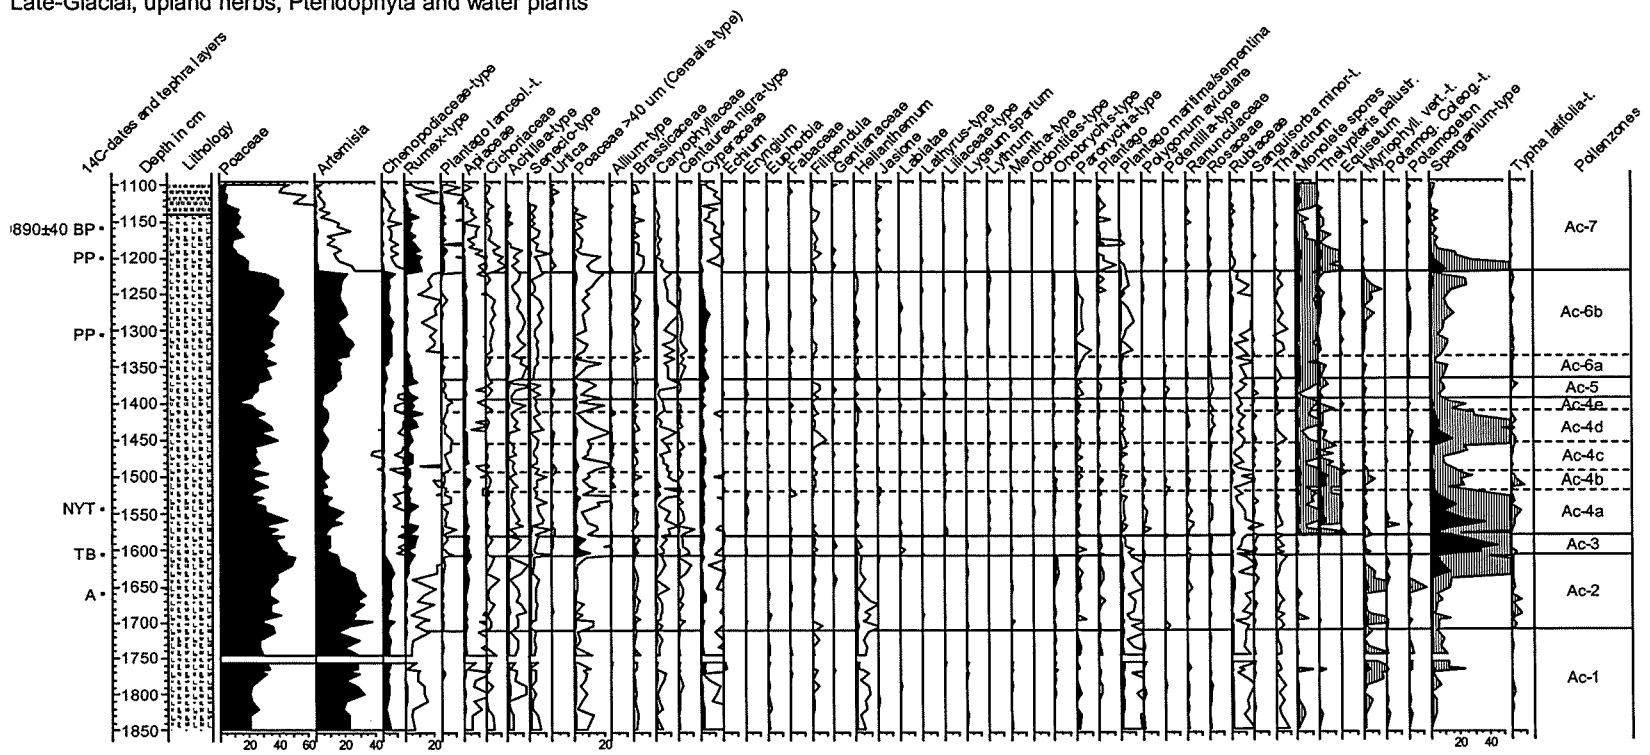 Late-Glacial, upland herbs, Pteridophyta and water plants
14C-dates and tephra layers
Depth in cm
Lithology
Poaceae
Artemisia
Chenopodiaceae-type
Rumex-type
Plantago lanceol.-t.
Apiaceae
Cichoriaceae
Achillea-type
Senecio-type
Urtica
Poaceae >40 um (Cerealia-type)
Allium-type
Brassicaceae
Caryophyllaceae
Centaurea nigra-type
Cyperaceae
Echium
Eryngium
Euphorbia
Fabaceae
Filipendula
Gentianaceae
Helianthemum
Jasione
Labiatae
Lathyrus-type
Liliaceae-type
Lygeum spartum
Lythrum
Mentha-type
Odontites-type
Onobrychis-type
Paronychia-type
Plantago
Plantago maritima/serpentina
Polygonum aviculare
Potentilla-type
Ranunculaceae
Rosaceae
Rubiaceae
Sanguisorba minor-t.
Thalictrum
Monolete spores
Thelypteris palustr.
Equisetum
Myriophyll. vert.-t.
Potamog. Coleog.-t.
Potamogeton
Sparganium-type
Typha latifolia-t.
Pollenzones
1100
1150
1200
1250
1300
1350
1400
1450
1500
1550
1600
1650
1700
1750
1800
1850
890±40 BP
PP
PP
NYT
TB
A
Ac-7
Ac-6b
Ac-6a
Ac-5
Ac-4e
Ac-4d
Ac-4c
Ac-4b
Ac-4a
Ac-3
Ac-2
Ac-1
20 40 60 20 40 20 20 20 40